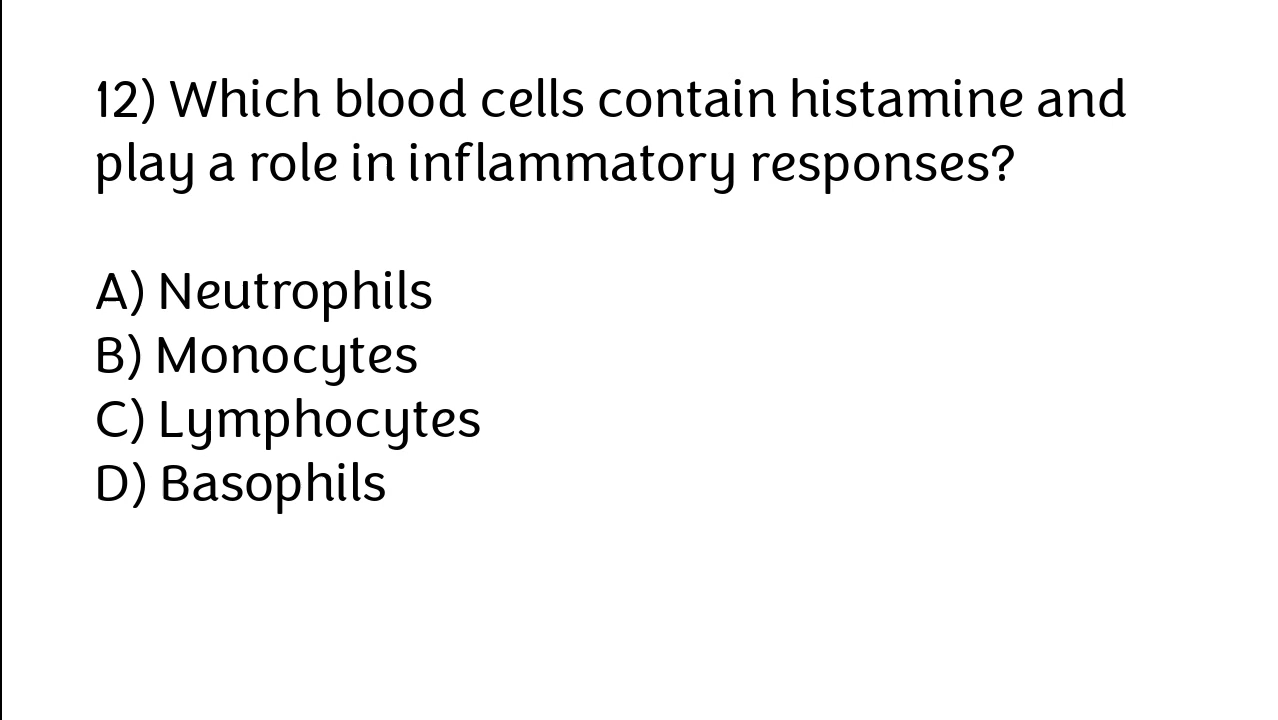 12) Which blood cells contain histamine and
play a role in inflammatory responses?
A) Neutrophils
B) Monocytes
C) Lymphocytes
D) Basophils